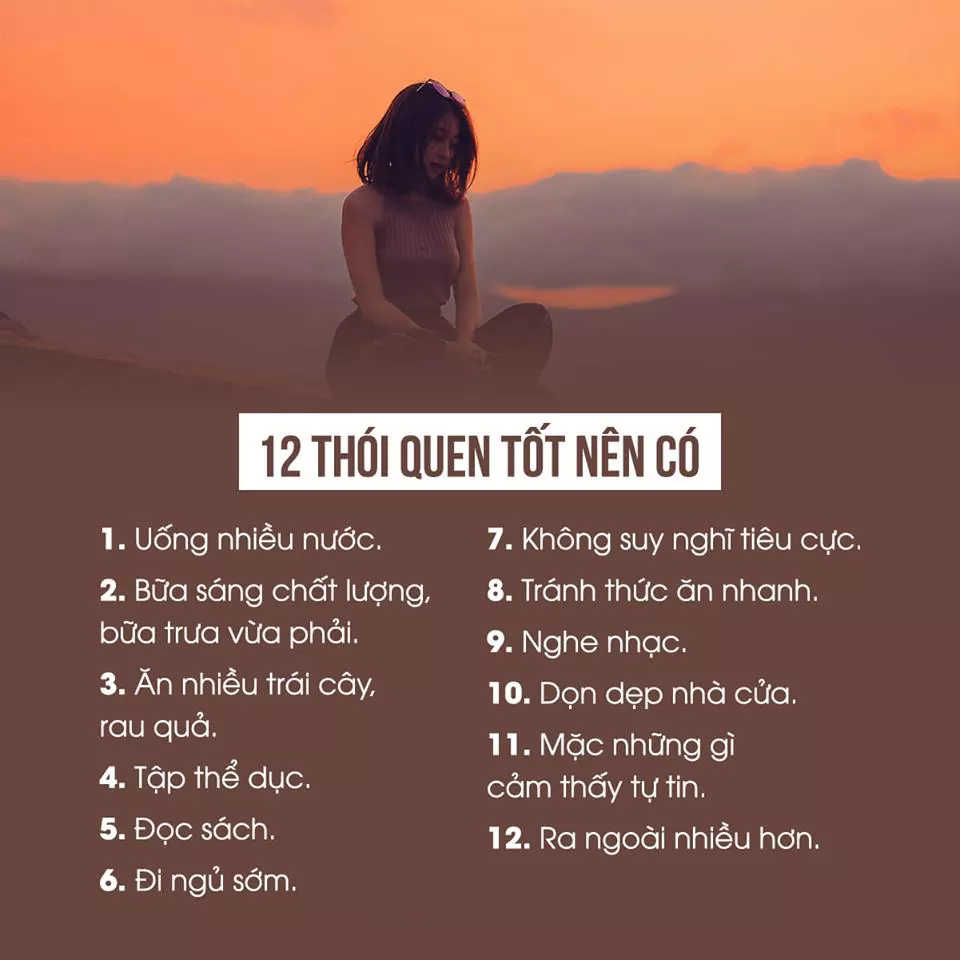 12 THÓI QUEN TỐT NÊN CÓ
1. Uống nhiều nước.
2. Bữa sáng chất lượng,
bữa trưa vừa phải.
3. Ăn nhiều trái cây,
rau quả.
4. Tập thể dục.
5. Đọc sách.
6. Đi ngủ sớm.
7. Không suy nghĩ tiêu cực.
8. Tránh thức ăn nhanh.
9. Nghe nhạc.
10. Dọn dẹp nhà cửa.
11. Mặc những gì
cảm thấy tự tin.
12. Ra ngoài nhiều hơn.